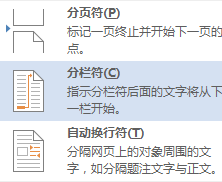 分页符(P)
标记一页终止并开始下一页的
点。
分栏符(C)
指示分栏符后面的文字将从下
一栏开始。
自动换行符(T)
分隔网页上的对象周围的文
字，如分隔题注文字与正文。